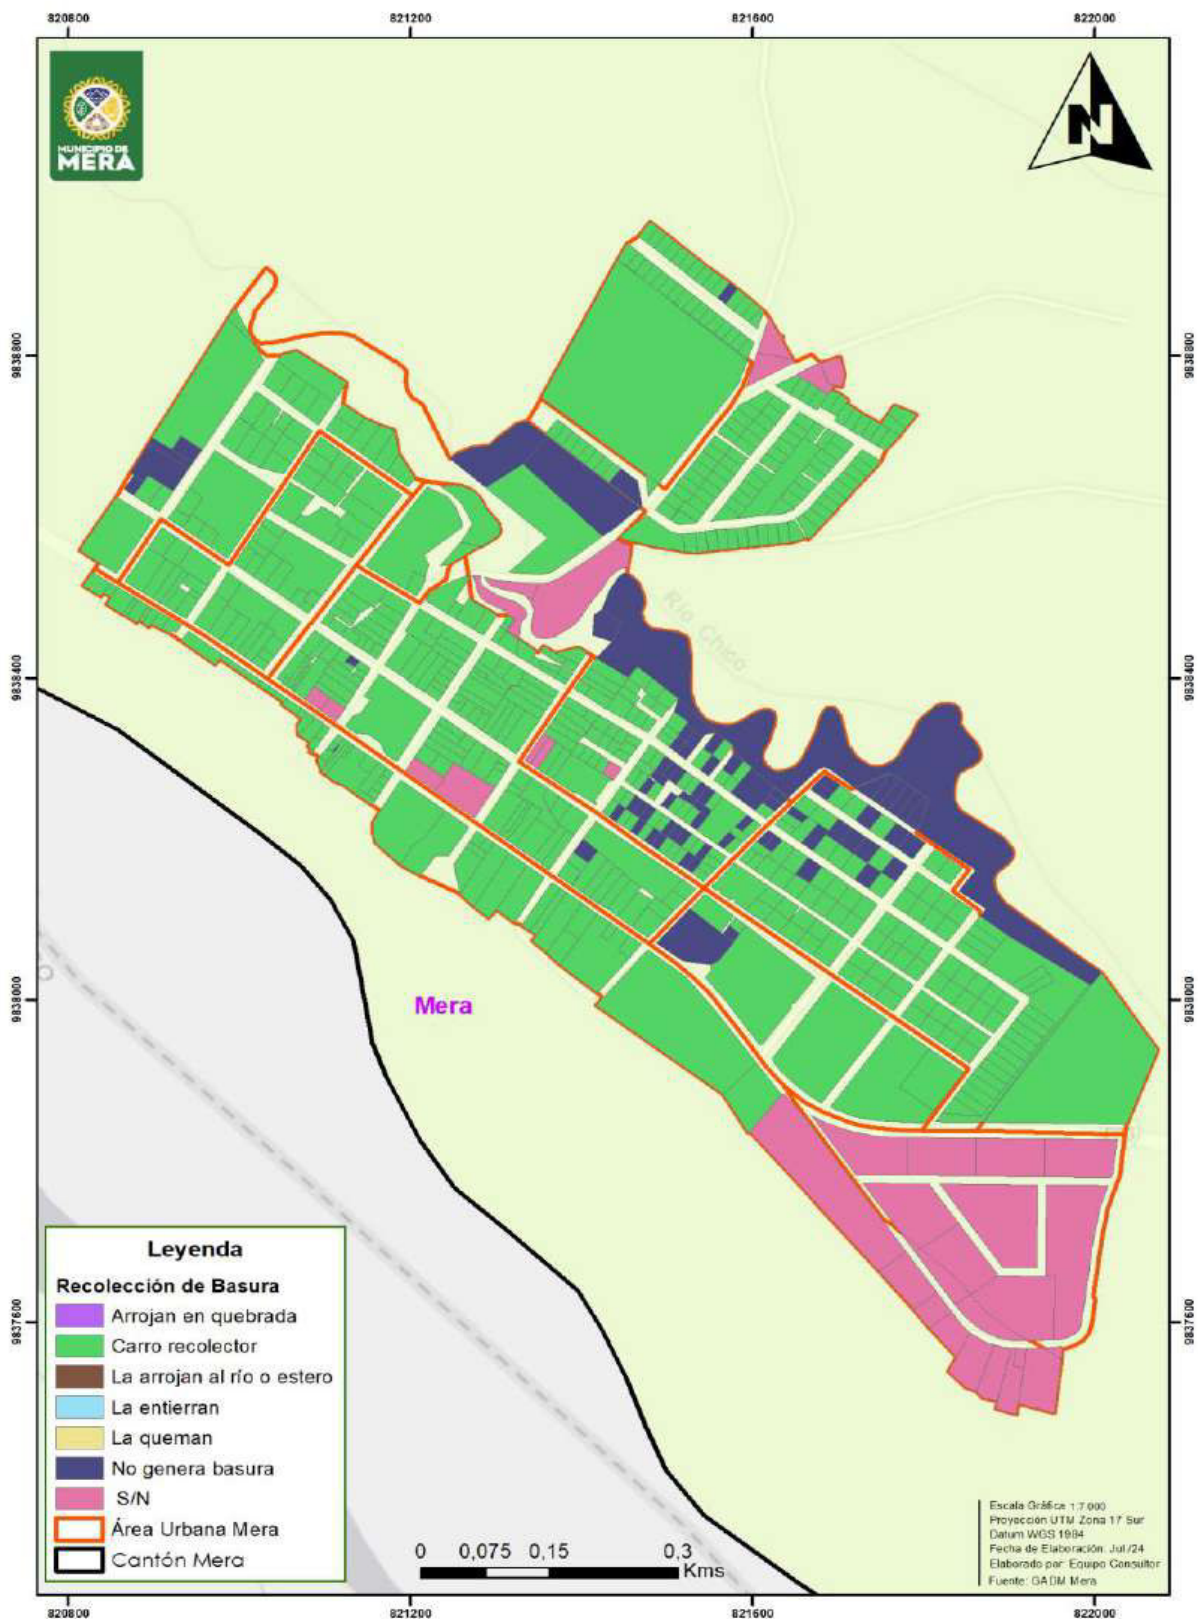 820800 821200 821600 822000
MUNICIPIO DE
MERA
N
9838800 9838800
Río Chico
9838400 9838400
9838000 9838000
Mera
9837600 9837600
Leyenda
Recolección de Basura
Arrojan en quebrada
Carro recolector
La arrojan al río o estero
La entierran
La queman
No genera basura
S/N
Área Urbana Mera
Cantón Mera
0 0,075 0,15 0,3
Kms
Escala Gráfica 1:7 000
Proyección UTM Zona 17 Sur
Datum WGS 1984
Fecha de Elaboración: Jul/24
Elaborado por: Equipo Consultor
Fuente: GADM Mera
820800 821200 821600 822000